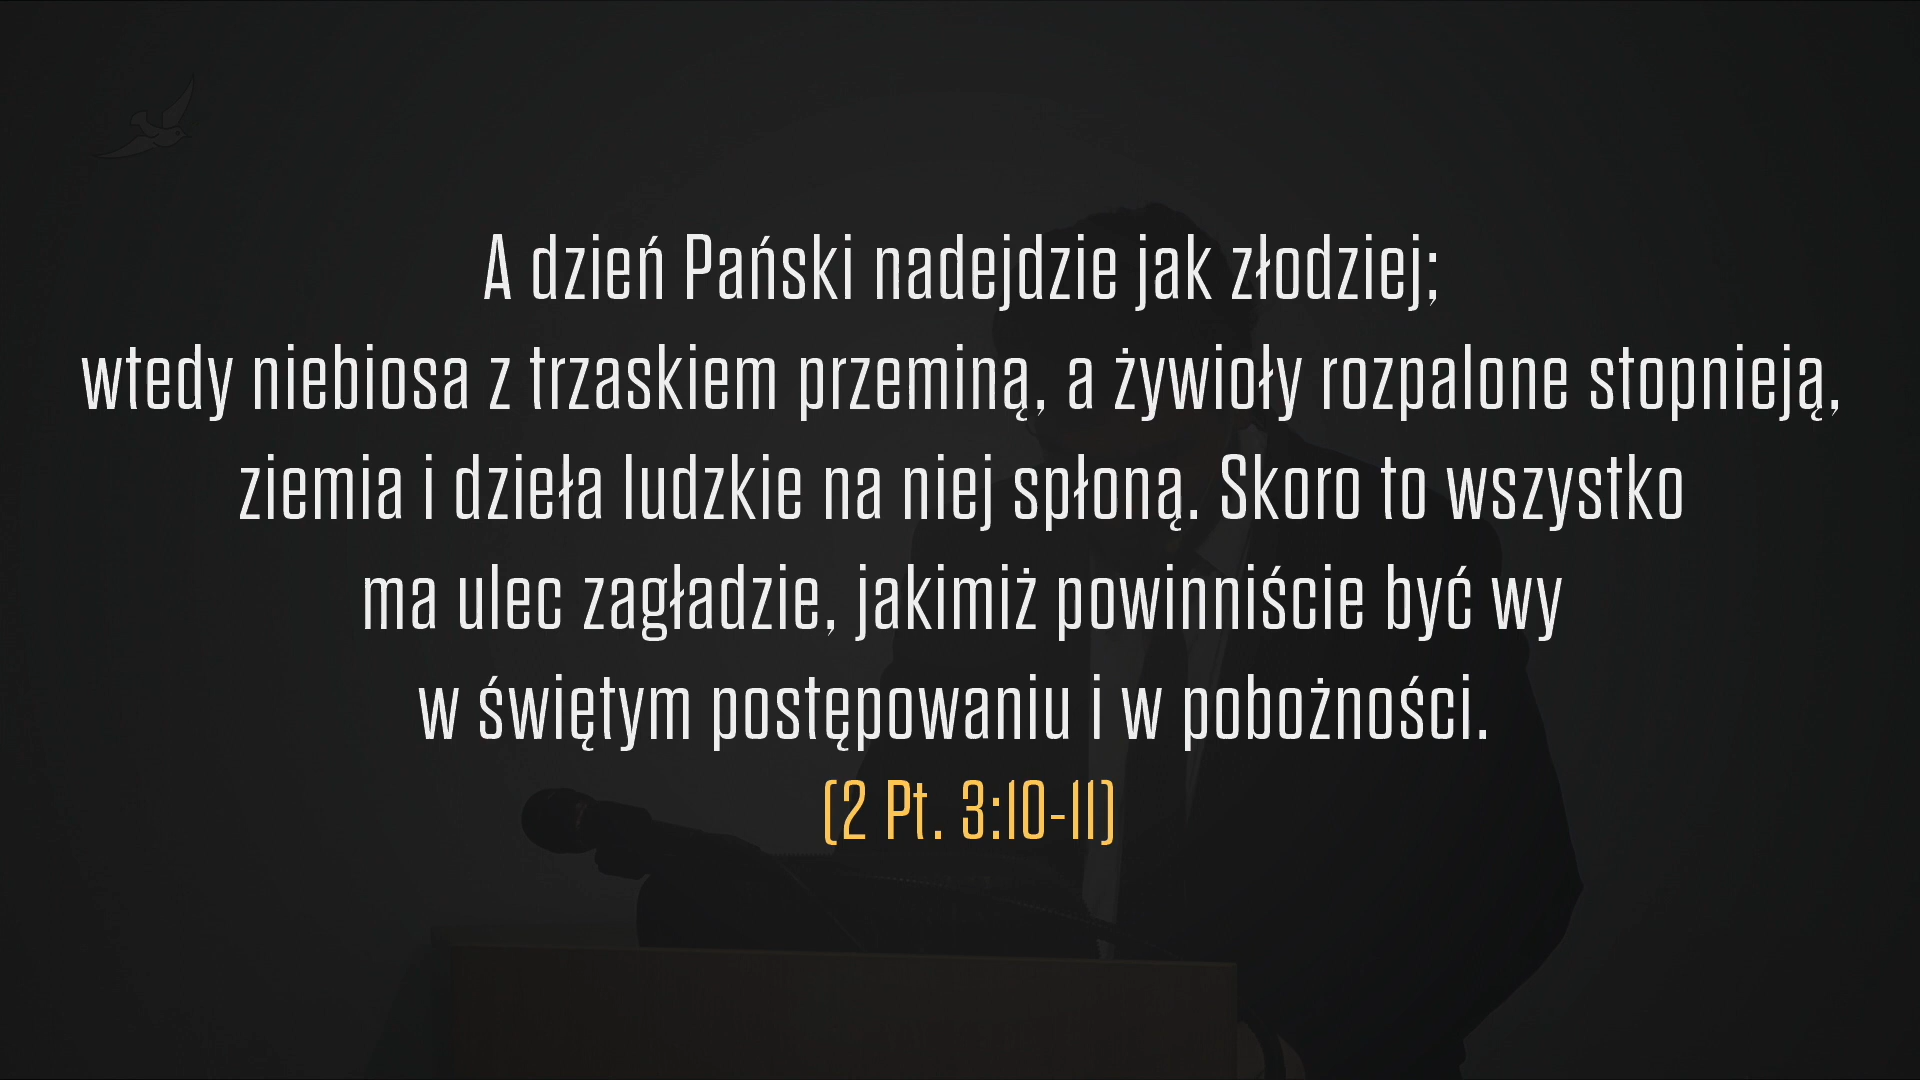 A dzień Pański nadejdzie jak złodziej;
wtedy niebiosa z trzaskiem przeminą, a żywioły rozpalone stopnieją,
ziemia i dzieła ludzkie na niej spłoną. Skoro to wszystko
ma ulec zagładzie, jakimiż powinniście być wy
w świętym postępowaniu i w pobożności.
(2 Pt. 3:10-11)